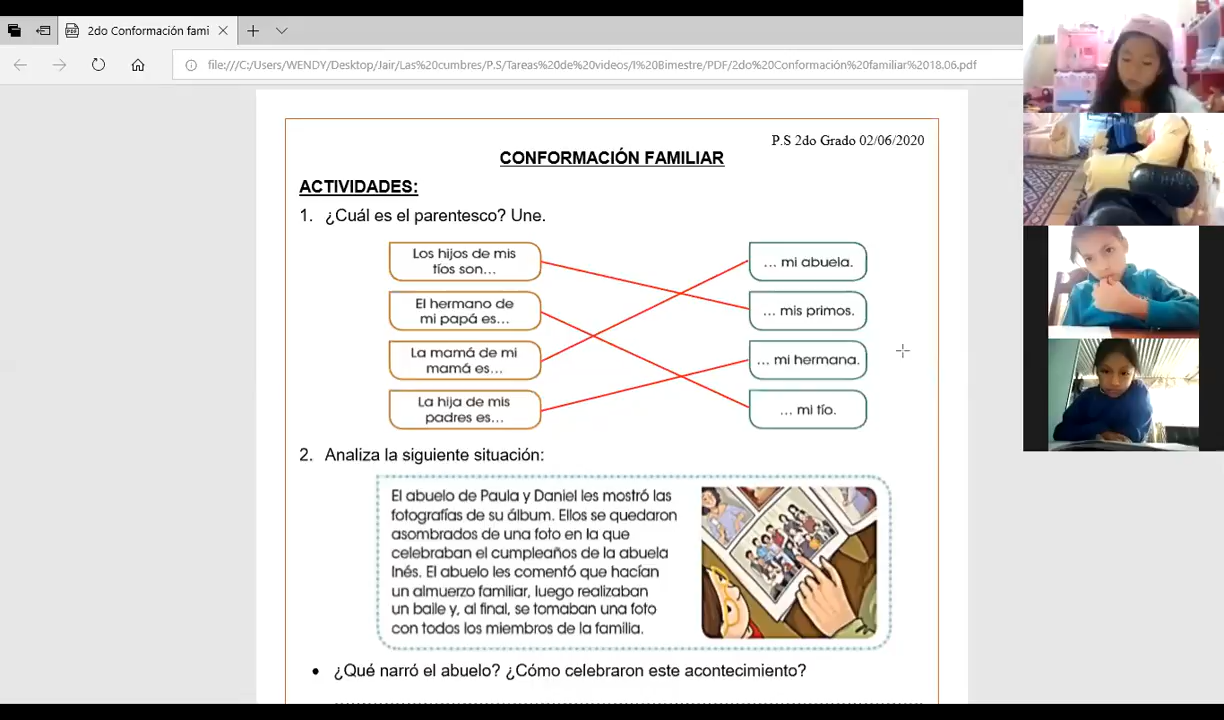 2do Conformación fami
file:///C:/Users/WENDY/Desktop/Jair/Las%20cumbres/P.S/Tareas%20de%20videos/I%20Bimestre/PDF/2do%20Conformación%20familiar%2018.06.pdf
P.S 2do Grado 02/06/2020
CONFORMACIÓN FAMILIAR
ACTIVIDADES:
1. ¿Cuál es el parentesco? Une.
Los hijos de mis
tíos son...
... mi abuela.
El hermano de
mi papá es...
... mis primos.
La mamá de mi
mamá es...
... mi hermana.
La hija de mis
padres es...
... mi tío.
2. Analiza la siguiente situación:
El abuelo de Paula y Daniel les mostró las
fotografías de su álbum. Ellos se quedaron
asombrados de una foto en la que
celebraban el cumpleaños de la abuela
Inés. El abuelo les comentó que hacían
un almuerzo familiar, luego realizaban
un baile y, al final, se tomaban una foto
con todos los miembros de la familia.
• ¿Qué narró el abuelo? ¿Cómo celebraron este acontecimiento?